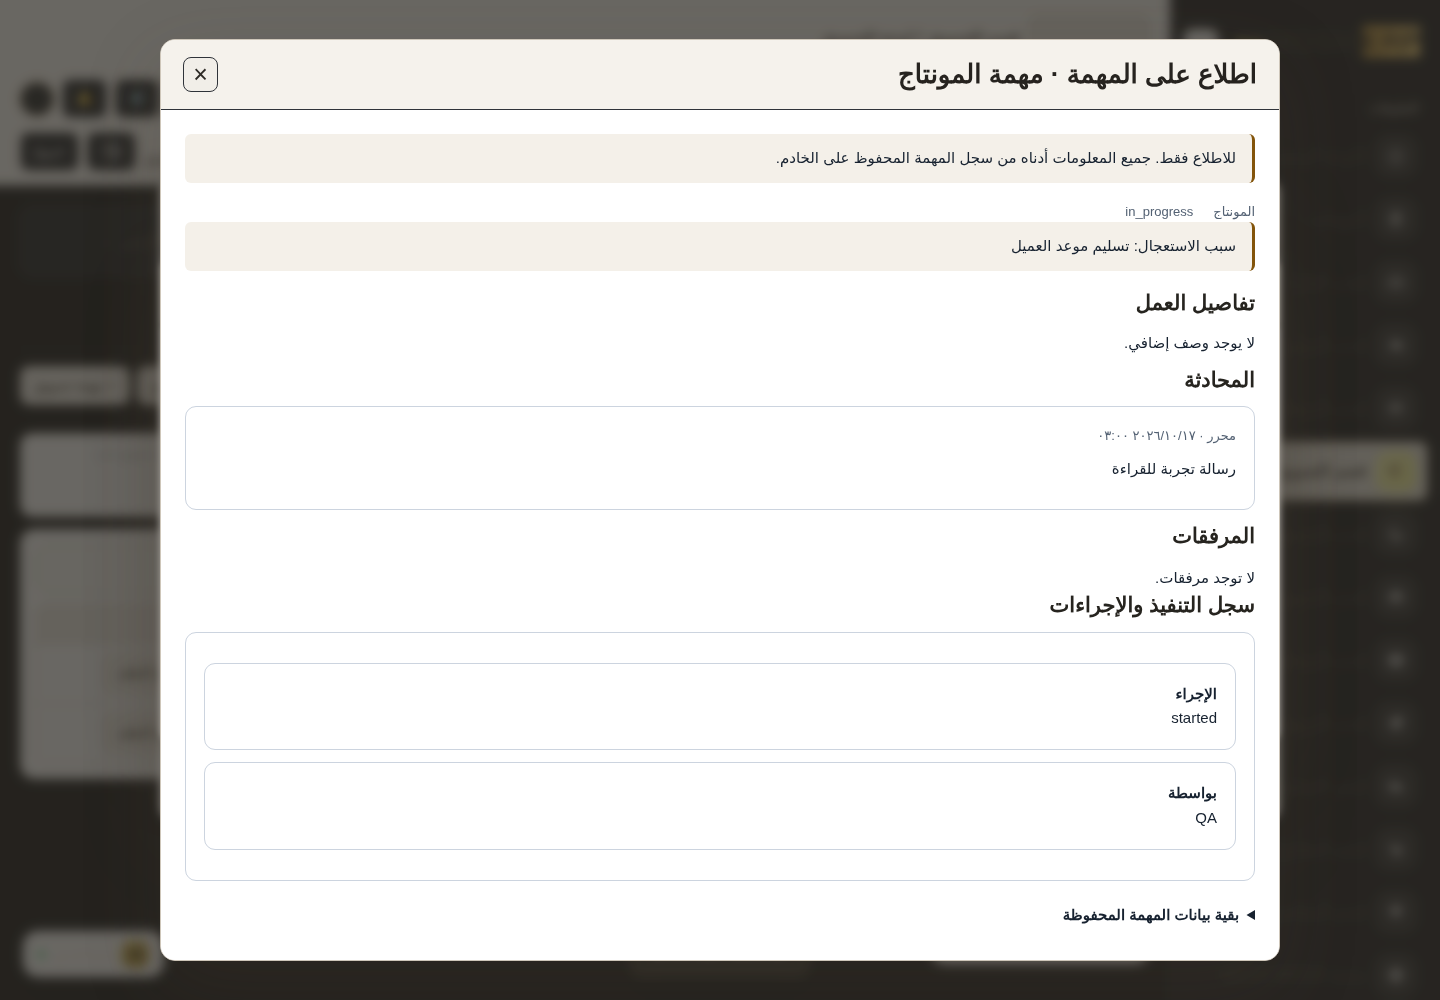 اطلاع على المهمة · مهمة المونتاج
×
للاطلاع فقط. جميع المعلومات أدناه من سجل المهمة المحفوظ على الخادم.
المونتاج in_progress
سبب الاستعجال: تسليم موعد العميل
تفاصيل العمل
لا يوجد وصف إضافي.
المحادثة
محرر · ٢٠٢٦/١٠/١٧ ٠٣:٠٠
رسالة تجربة للقراءة
المرفقات
لا توجد مرفقات.
سجل التنفيذ والإجراءات
الإجراء
started
بواسطة
QA
بقية بيانات المهمة المحفوظة